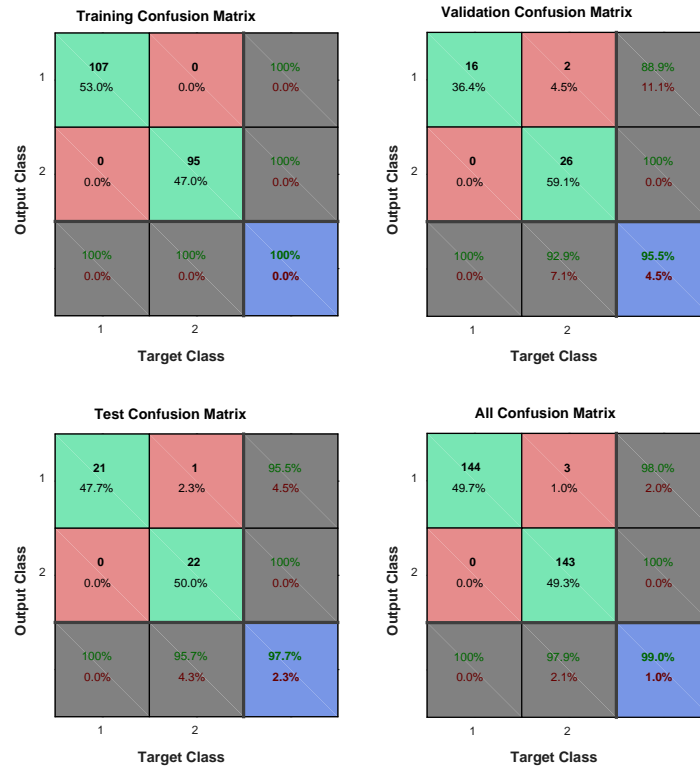 Training Confusion Matrix
107 0 100%
1
53.0% 0.0% 0.0%
0 95 100%
2
0.0% 47.0% 0.0%
100% 100% 100%
0.0% 0.0% 0.0%
1 2
Target Class
Output Class
Validation Confusion Matrix
16 2 88.9%
1
36.4% 4.5% 11.1%
0 26 100%
2
0.0% 59.1% 0.0%
100% 92.9% 95.5%
0.0% 7.1% 4.5%
1 2
Target Class
Output Class
Test Confusion Matrix
21 1 95.5%
1
47.7% 2.3% 4.5%
0 22 100%
2
0.0% 50.0% 0.0%
100% 95.7% 97.7%
0.0% 4.3% 2.3%
1 2
Target Class
Output Class
All Confusion Matrix
144 3 98.0%
1
49.7% 1.0% 2.0%
0 143 100%
2
0.0% 49.3% 0.0%
100% 97.9% 99.0%
0.0% 2.1% 1.0%
1 2
Target Class
Output Class